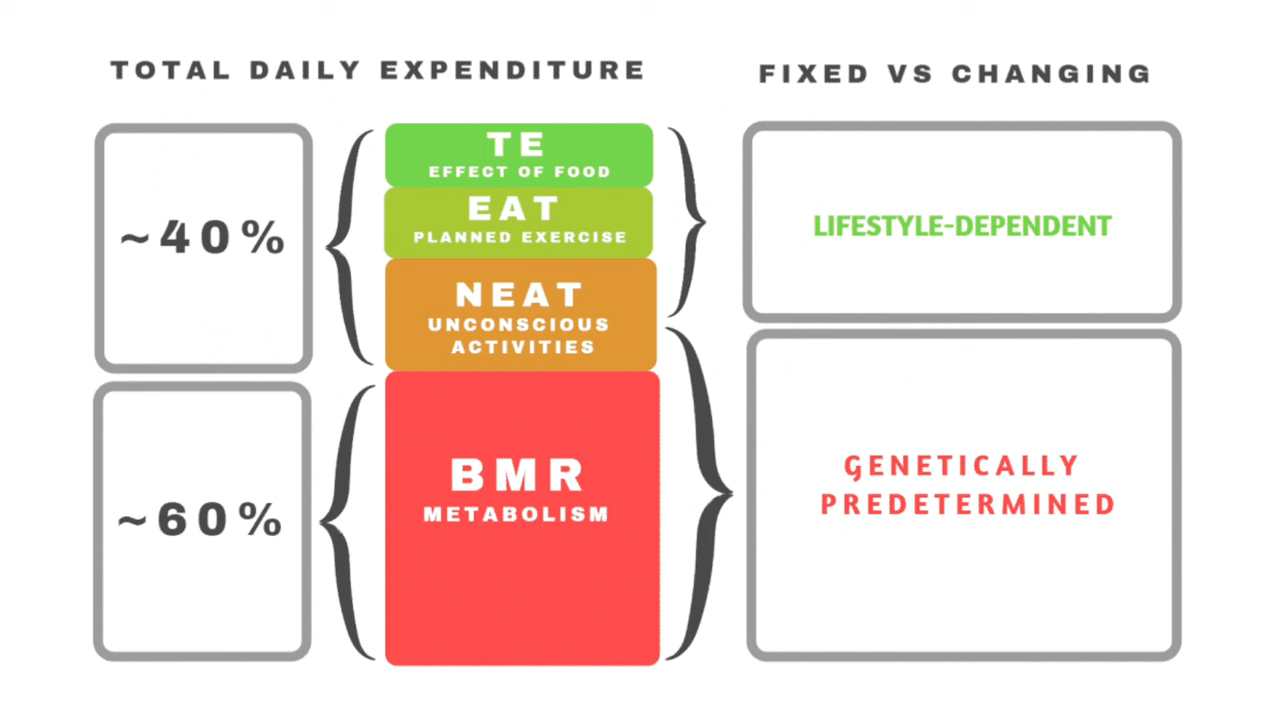 TOTAL DAILY EXPENDITURE
FIXED VS CHANGING
~40%
TE
EFFECT OF FOOD
EAT
PLANNED EXERCISE
NEAT
UNCONSCIOUS
ACTIVITIES
LIFESTYLE-DEPENDENT
~60%
BMR
METABOLISM
GENETICALLY
PREDETERMINED